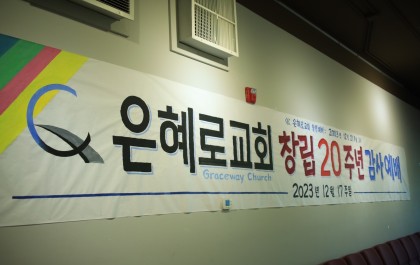 은혜로교회
Graceway Church
창립 20주년 감사예배
2023년 12월 17주일